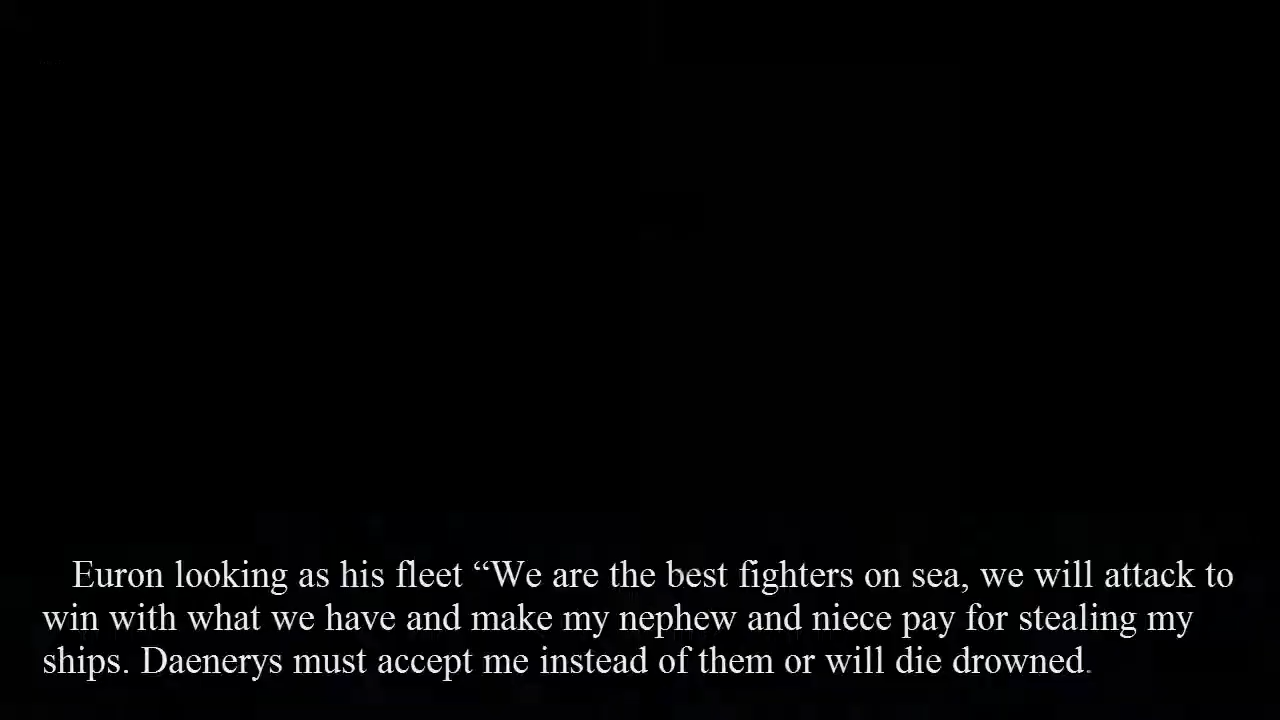 Euron looking as his fleet “We are the best fighters on sea, we will attack to
win with what we have and make my nephew and niece pay for stealing my
ships. Daenerys must accept me instead of them or will die drowned.